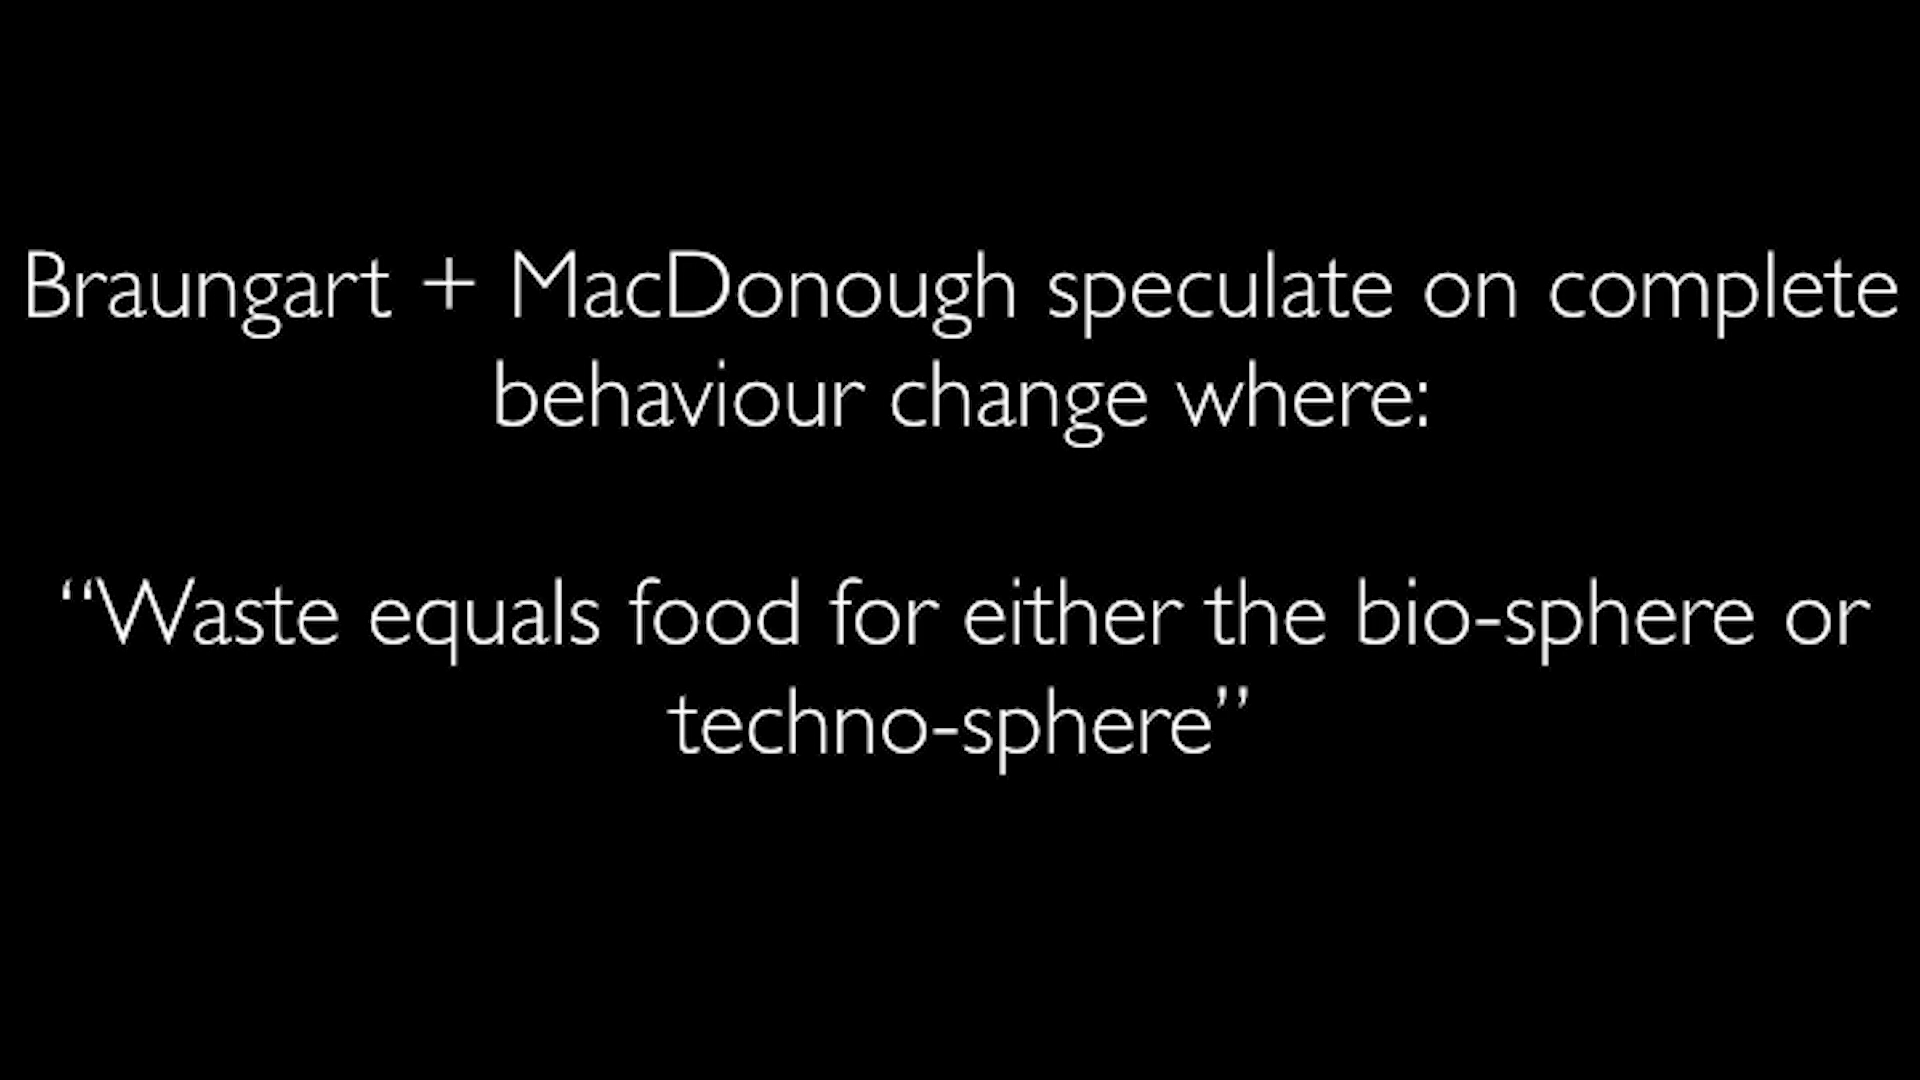 Braungart + MacDonough speculate on complete
behaviour change where:
“Waste equals food for either the bio-sphere or
techno-sphere”